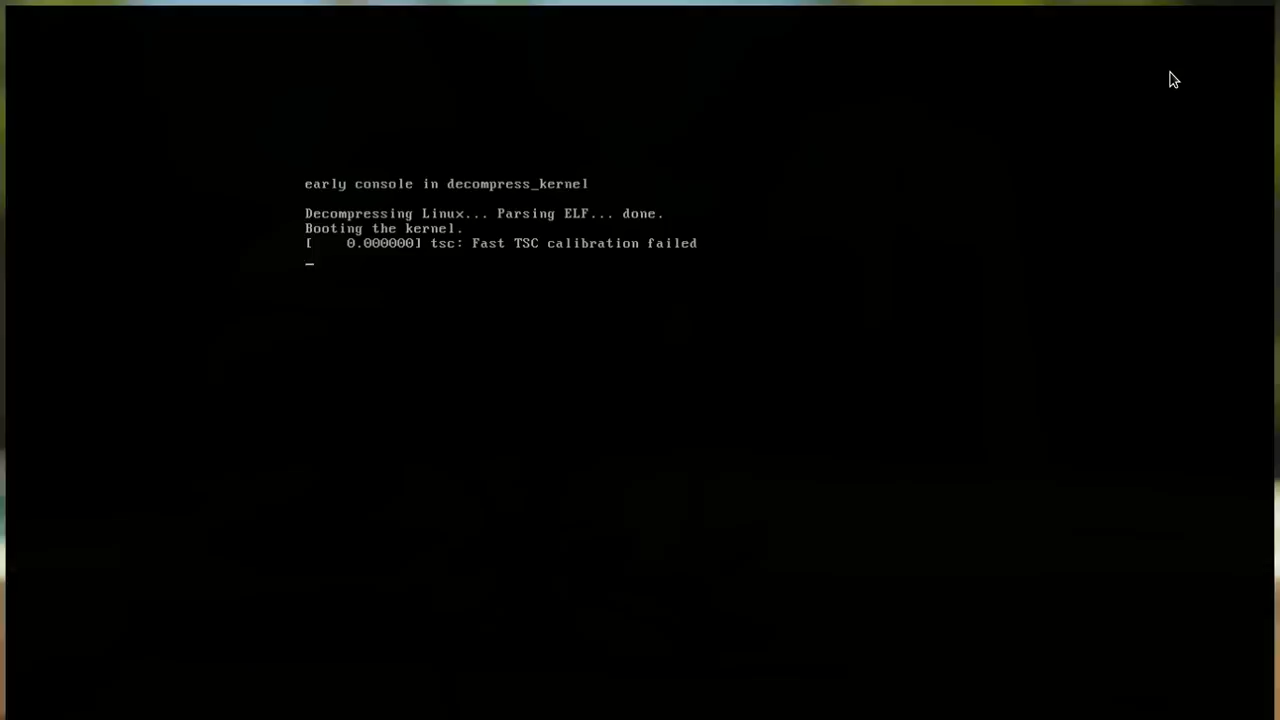 early console in decompress_kernel
Decompressing Linux... Parsing ELF... done.
Booting the kernel.
[    0.000000] tsc: Fast TSC calibration failed
_